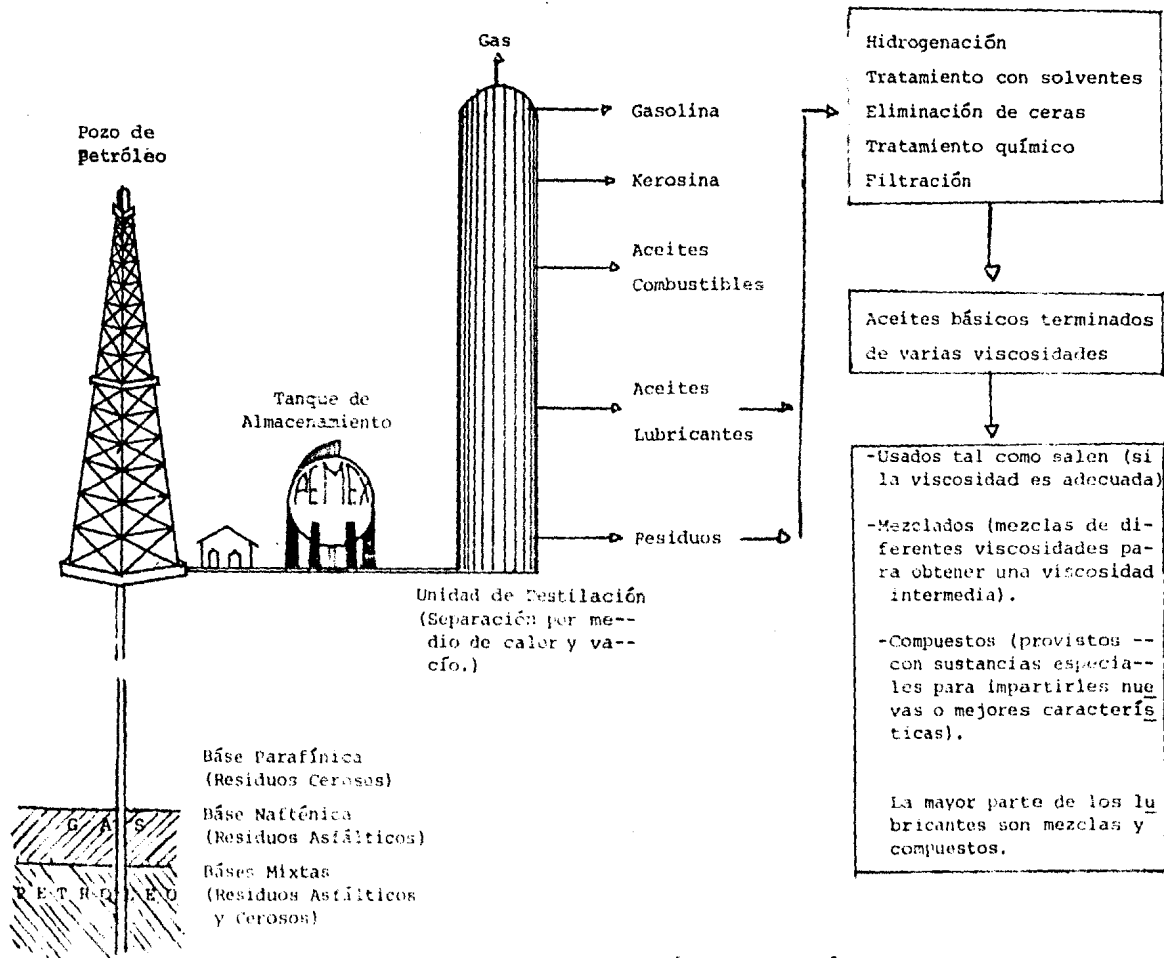 Gas
Pozo de
Petróleo
Gasolina
Kerosina
Aceites
Combustibles
Aceites
Lubricantes
Residuos
Tanque de
Almacenamiento
PEMEX
Unidad de Destilación
(Separación por me--
dio de calor y va--
cío.)
Báse Parafínica
(Residuos Cerosos)
Báse Nafténica
(Residuos Asfálticos)
Báses Mixtas
(Residuos Asfálticos
y Cerosos)
G A S
P E T R O L E O
Hidrogenación
Tratamiento con solventes
Eliminación de ceras
Tratamiento químico
Filtración
Aceites básicos terminados
de varias viscosidades
-Usados tal como salen (si
la viscosidad es adecuada)
-Mezclados (mezclas de di-
ferentes viscosidades pa-
ra obtener una viscosidad
intermedia).
-Compuestos (provistos --
con sustancias especia--
les para impartirles nue
vas o mejores caracterís
ticas).
La mayor parte de los lu
bricantes son mezclas y
compuestos.